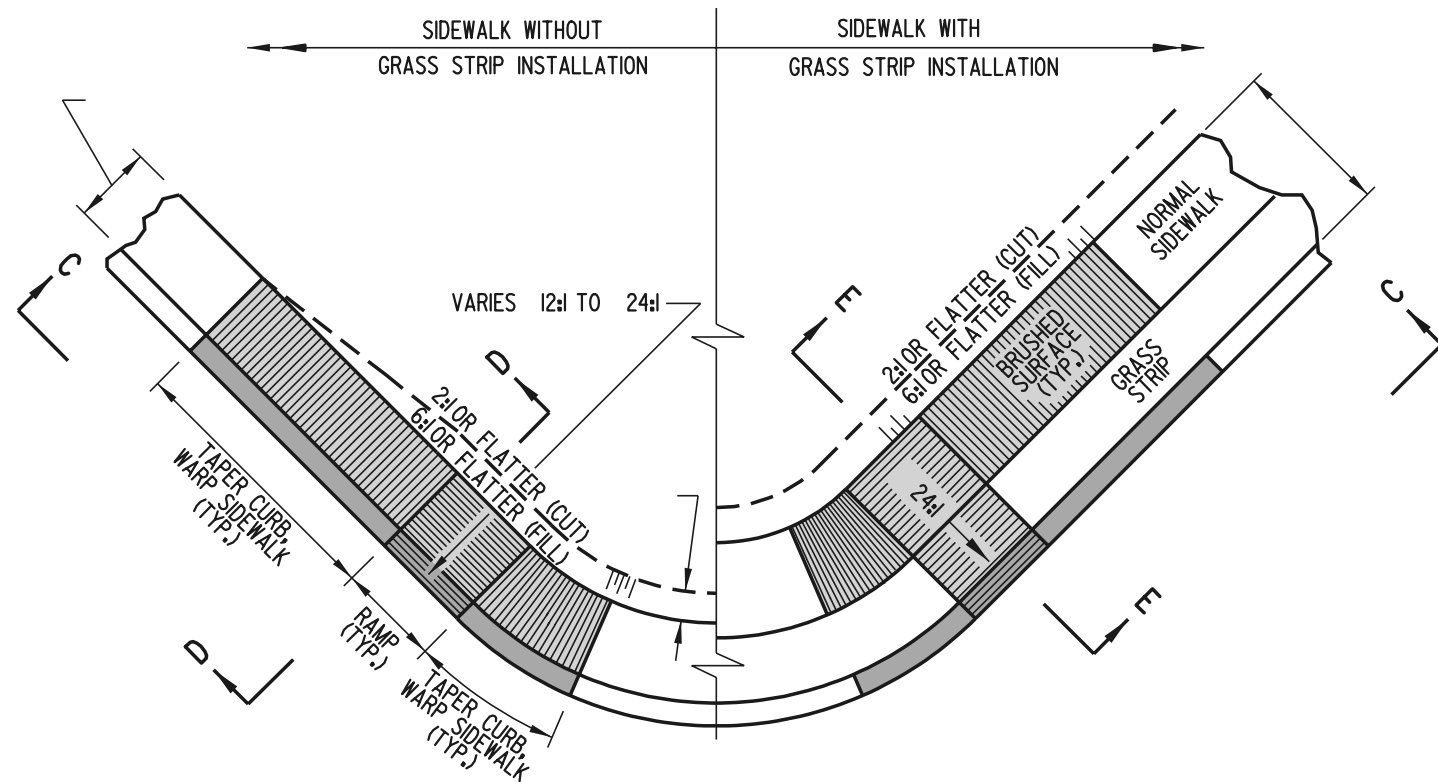 SIDEWALK WITHOUT
GRASS STRIP INSTALLATION
SIDEWALK WITH
GRASS STRIP INSTALLATION
C
VARIES 12:1 TO 24:1
D
2:1 OR FLATTER (CUT)
6:1 OR FLATTER (FILL)
TAPER CURB,
WARP SIDEWALK
(TYP.)
RAMP
(TYP.)
D
TAPER CURB,
WARP SIDEWALK
(TYP.)
E
2:1 OR FLATTER (CUT)
6:1 OR FLATTER (FILL)
NORMAL
SIDEWALK
BRUSHED
SURFACE
(TYP.)
GRASS
STRIP
C
24:1
E